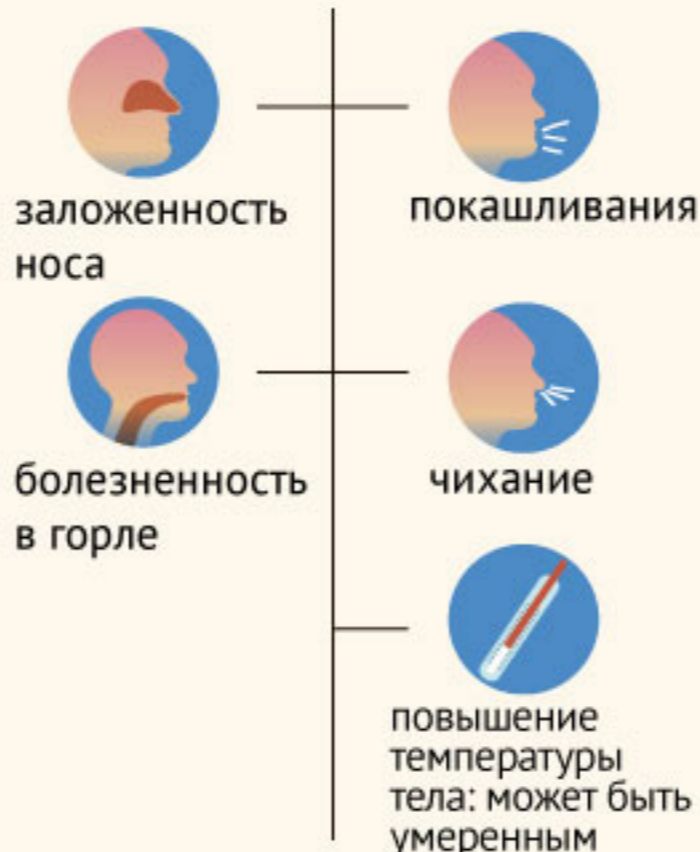 заложенность
носа
покашливания
болезненность
в горле
чихание
повышение
температуры
тела: может быть
умеренным